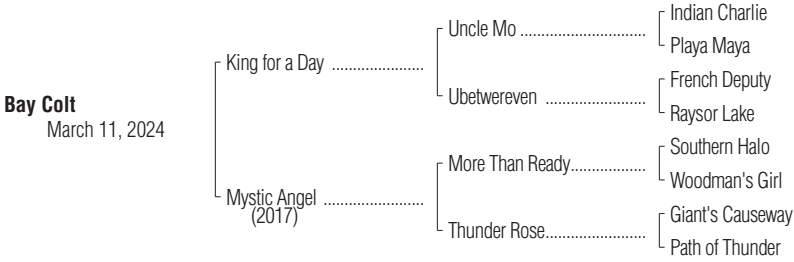 Indian Charlie
Uncle Mo ..............................
Playa Maya
King for a Day ......................
French Deputy
Ubetwereven ........................
Raysor Lake
Bay Colt
March 11, 2024
Southern Halo
More Than Ready......................
Woodman's Girl
Mystic Angel ........................
(2017)
Giant's Causeway
Thunder Rose........................
Path of Thunder